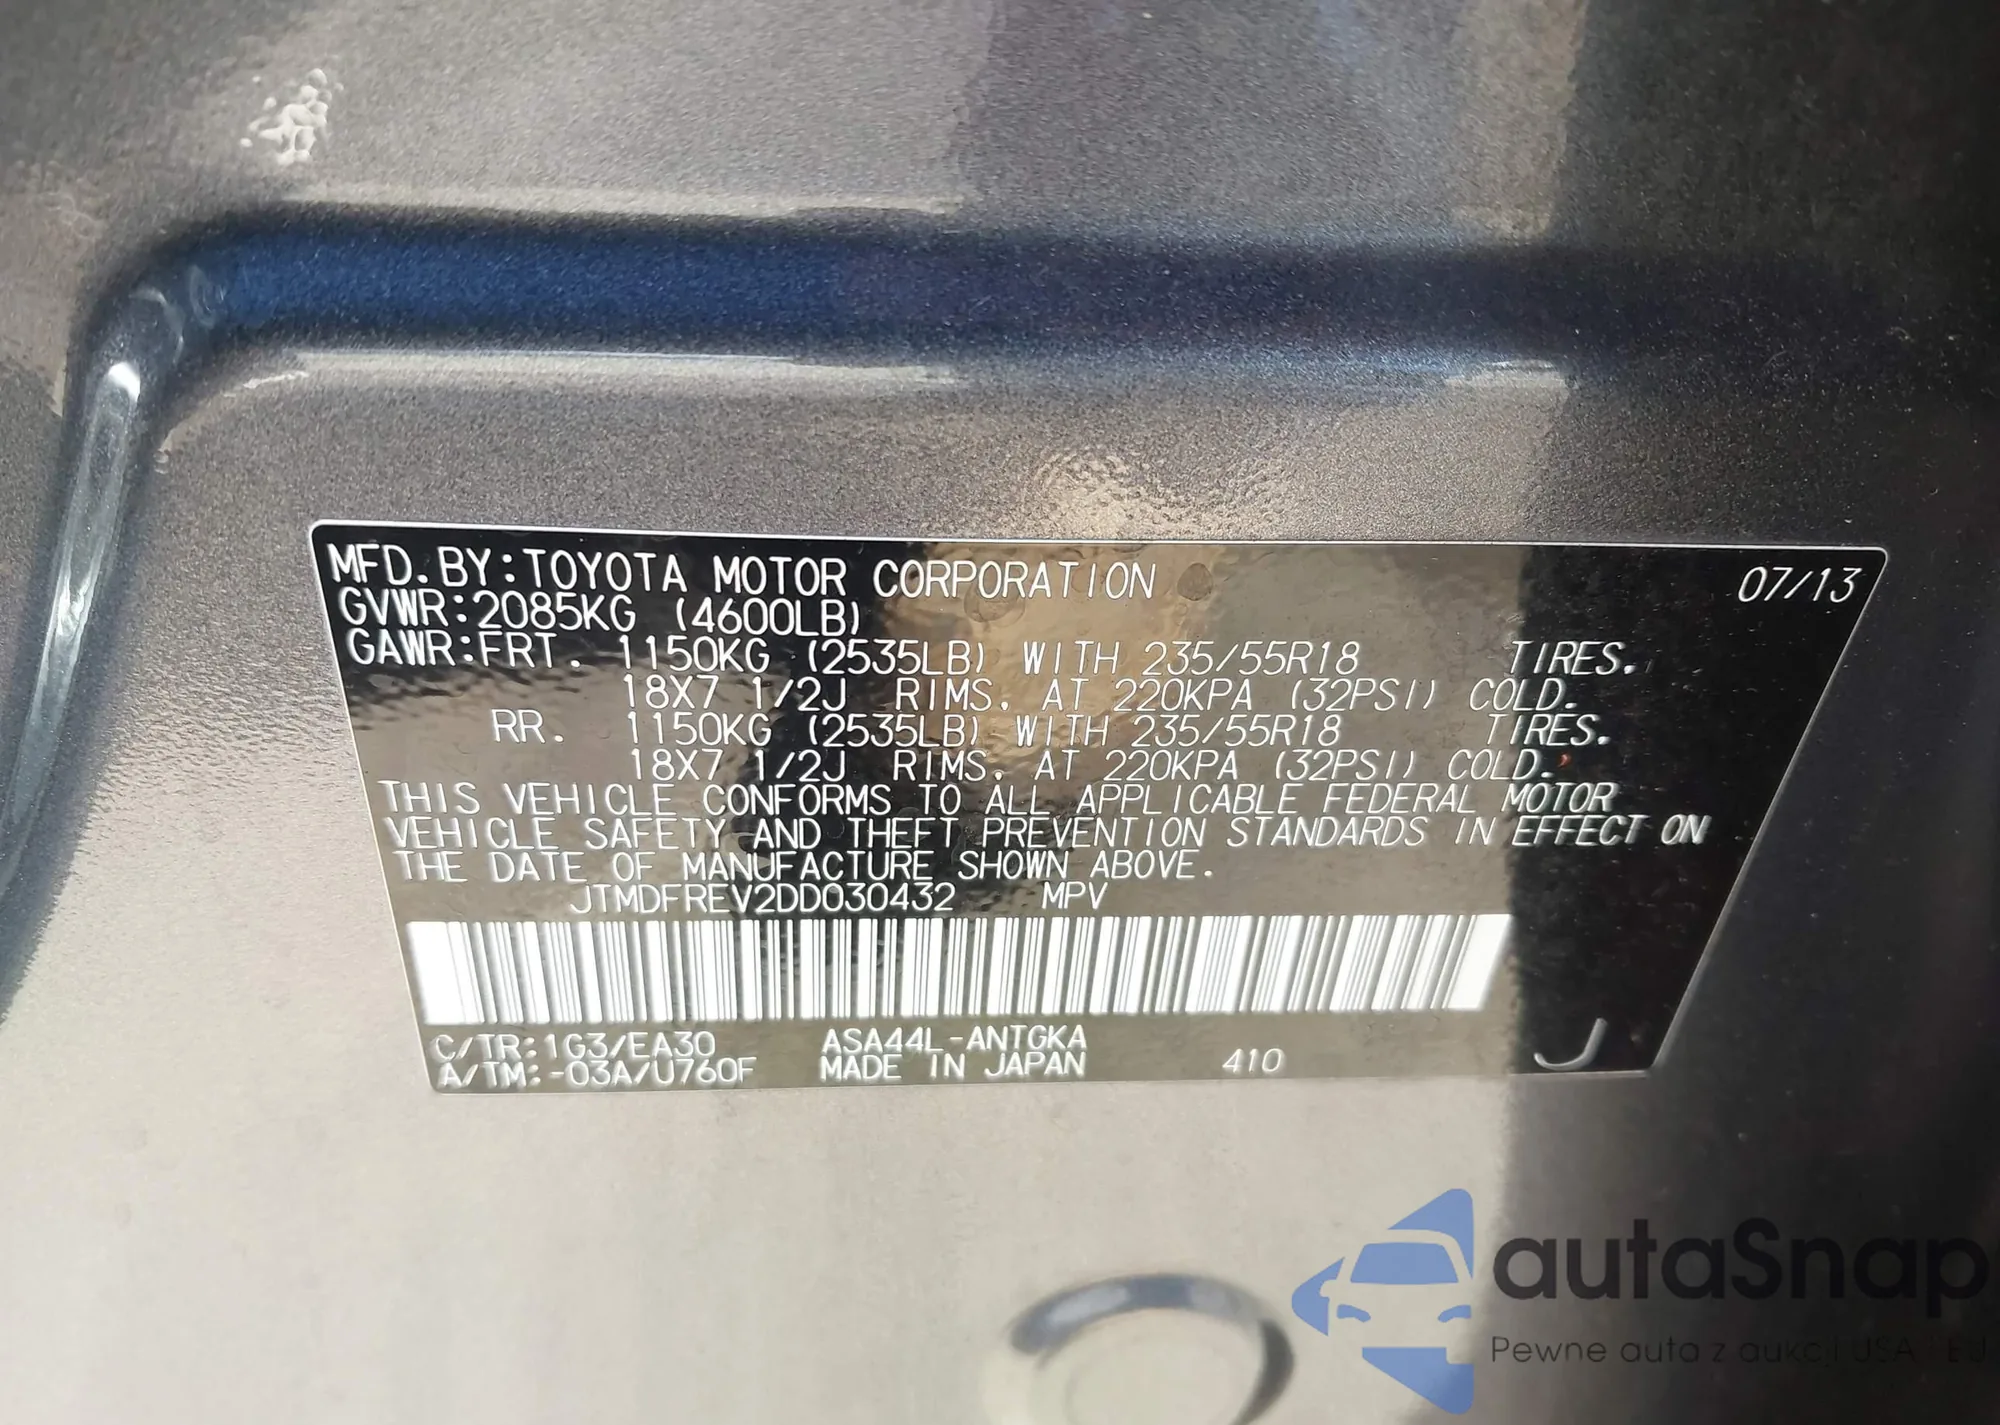 MFD. BY: TOYOTA MOTOR CORPORATION 07/13
GVWR: 2085KG (4600LB)
GAWR: FRT. 1150KG (2535LB) WITH 235/55R18 TIRES.
18X7 1/2J RIMS. AT 220KPA (32PSI) COLD.
RR. 1150KG (2535LB) WITH 235/55R18 TIRES.
18X7 1/2J RIMS. AT 220KPA (32PSI) COLD.
THIS VEHICLE CONFORMS TO ALL APPLICABLE FEDERAL MOTOR
VEHICLE SAFETY AND THEFT PREVENTION STANDARDS IN EFFECT ON
THE DATE OF MANUFACTURE SHOWN ABOVE.
JTMDFREV2DD030432 MPV
C/TR: 1G3/EA30 ASA44L-ANTGKA
A/TM: -03A/U760F MADE IN JAPAN 410 J
autaSnap
Pewne auta z aukcji USA i EU